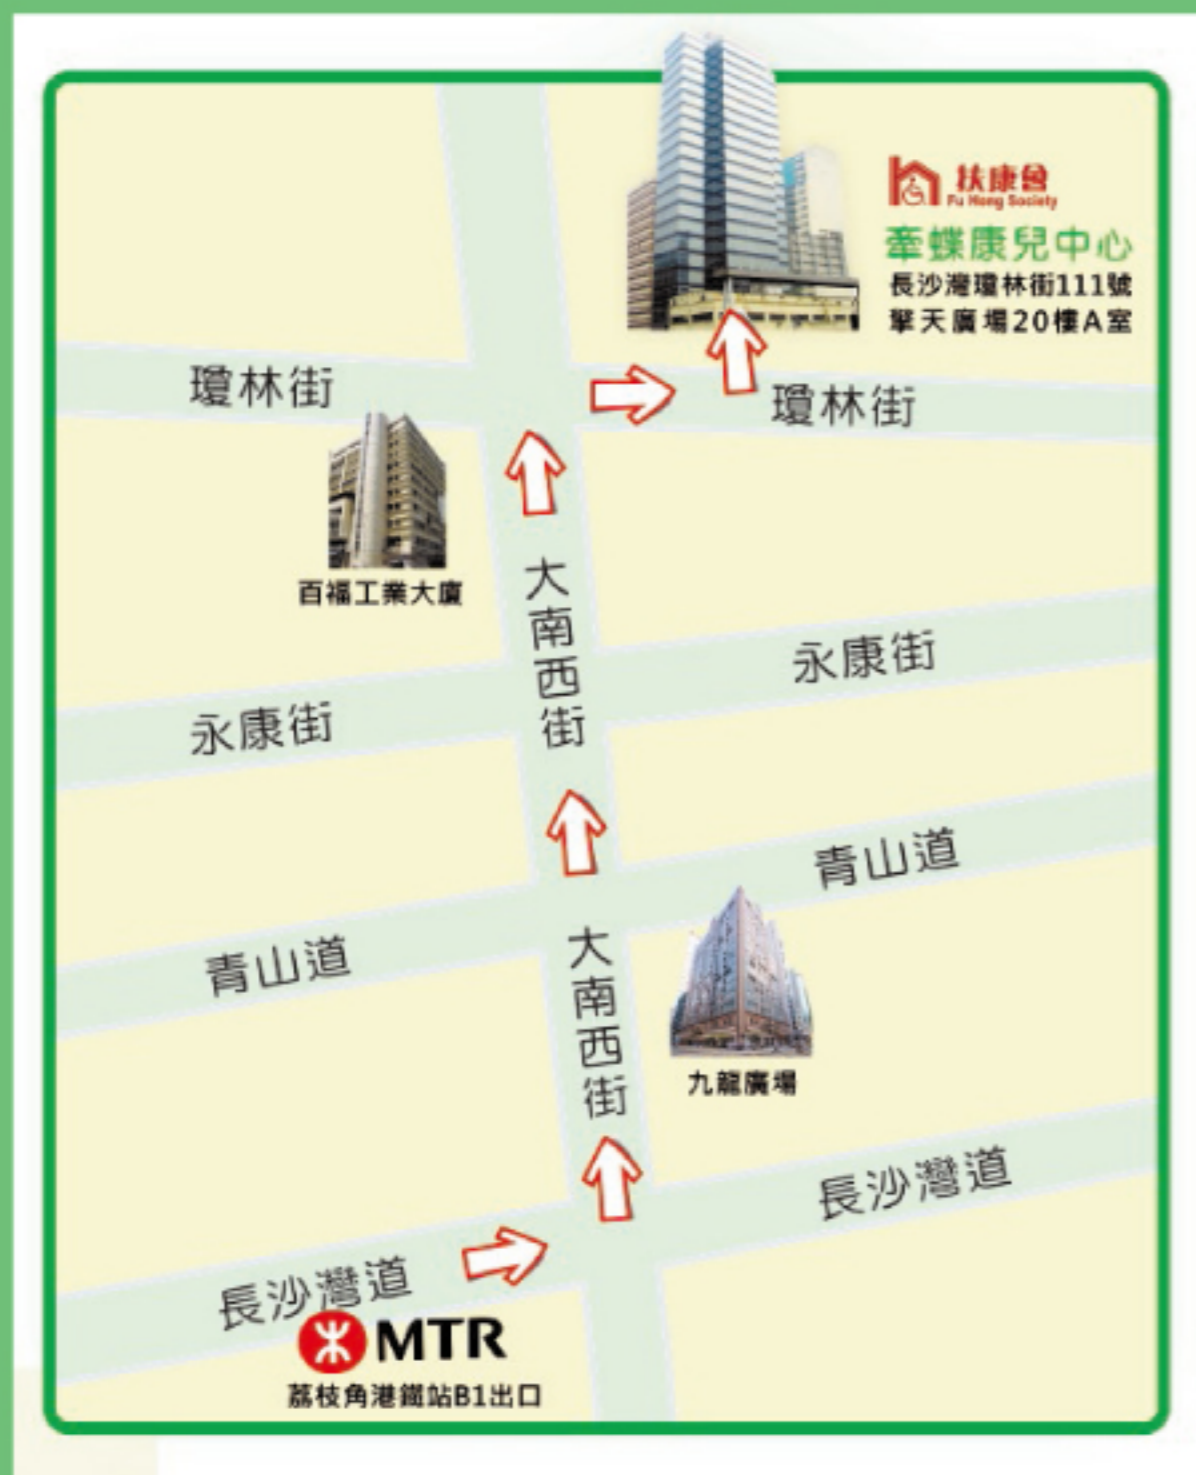 扶康會
Fu Hong Society
牽蝶康兒中心
長沙灣瓊林街111號
擎天廣場20樓A室
瓊林街
瓊林街
百福工業大廈
大南西街
永康街
永康街
青山道
青山道
大南西街
九龍廣場
長沙灣道
長沙灣道
MTR
荔枝角港鐵站B1出口